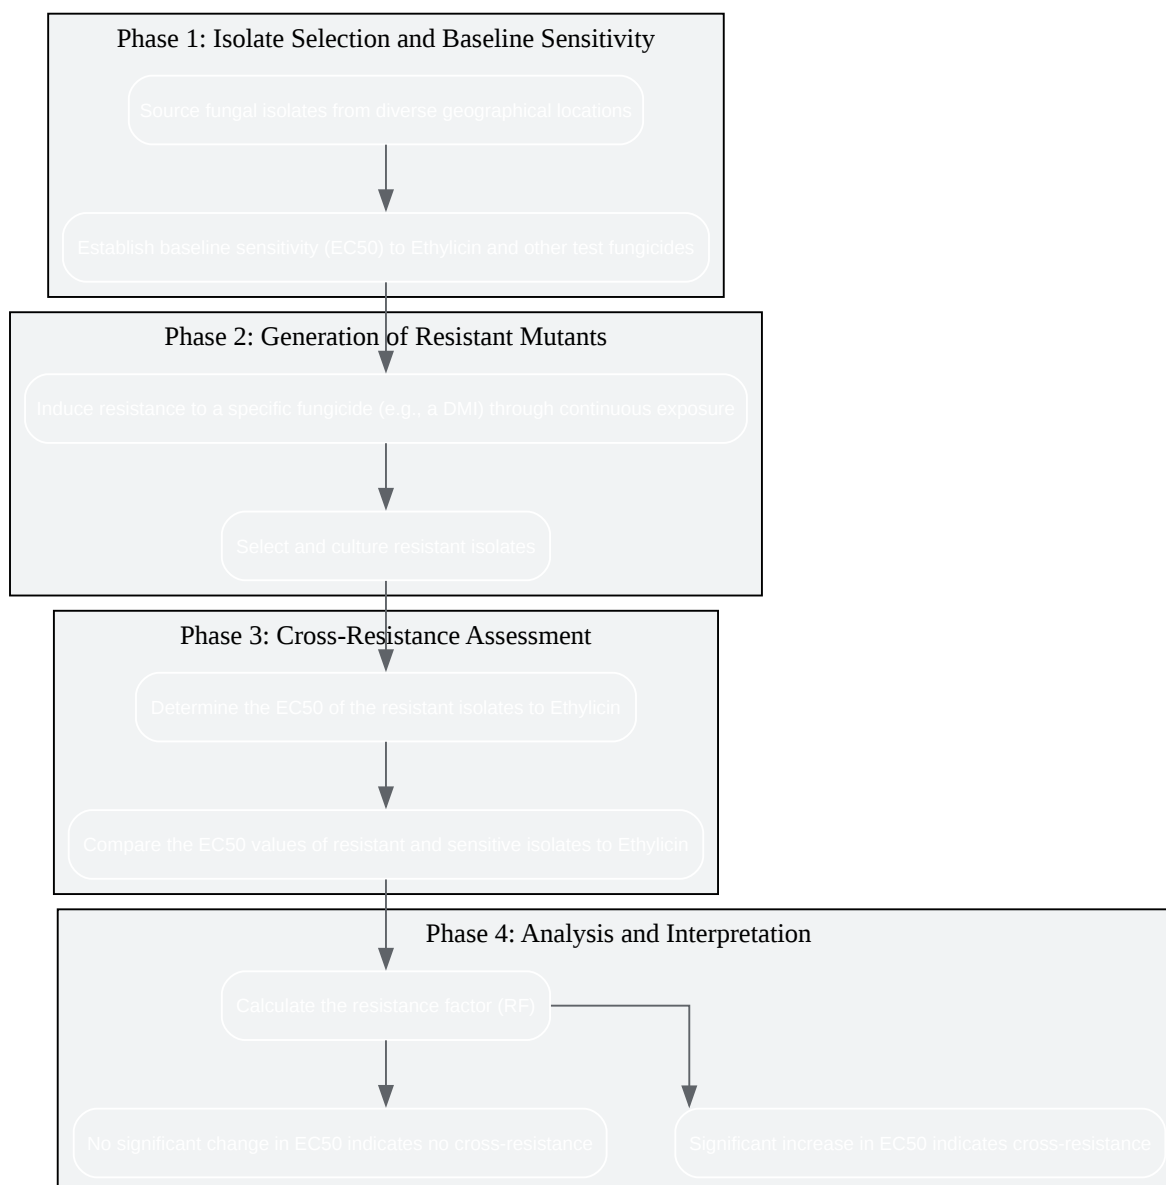 Phase 1: Isolate Selection and Baseline Sensitivity
Source fungal isolates from diverse geographical locations
Establish baseline sensitivity (EC50) to Ethylicin and other test fungicides
Phase 2: Generation of Resistant Mutants
Induce resistance to a specific fungicide (e.g., a DMI) through continuous exposure
Select and culture resistant isolates
Phase 3: Cross-Resistance Assessment
Determine the EC50 of the resistant isolates to Ethylicin
Compare the EC50 values of resistant and sensitive isolates to Ethylicin
Phase 4: Analysis and Interpretation
Calculate the resistance factor (RF)
No significant change in EC50 indicates no cross-resistance
Significant increase in EC50 indicates cross-resistance